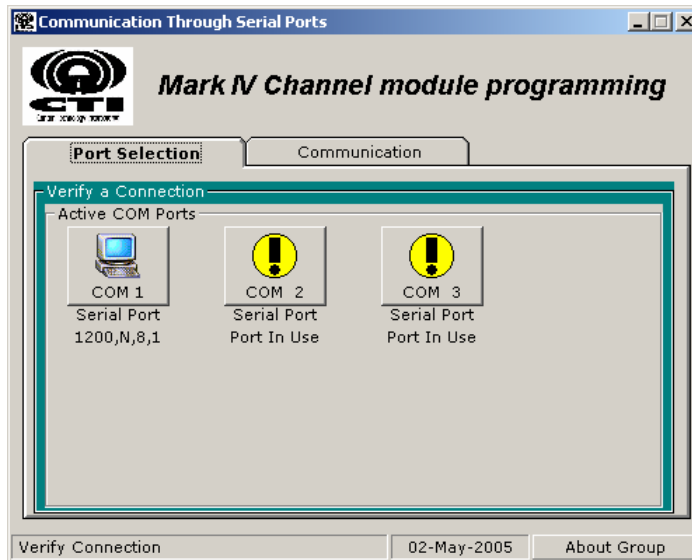 Communication Through Serial Ports
CTI
Mark IV Channel module programming
Port Selection
Communication
Verify a Connection
Active COM Ports
COM 1
COM 2
COM 3
Serial Port
Serial Port
Serial Port
1200,N,8,1
Port In Use
Port In Use
Verify Connection
02-May-2005
About Group